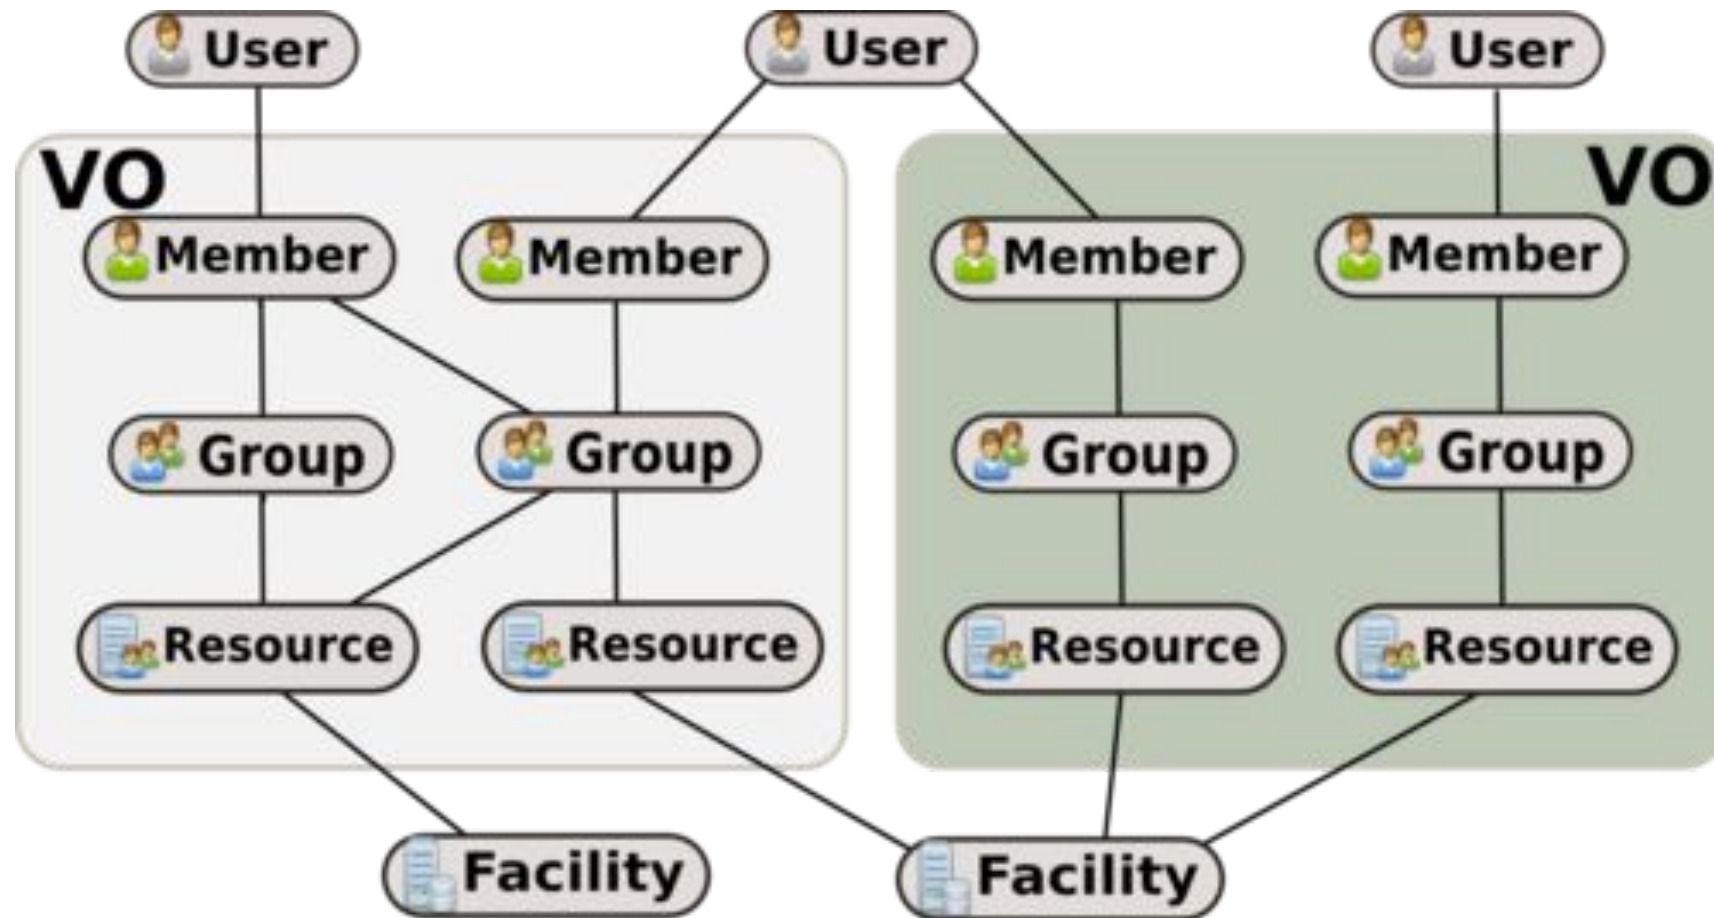 User
User
User
VO
VO
Member
Member
Member
Member
Group
Group
Group
Group
Resource
Resource
Resource
Resource
Facility
Facility